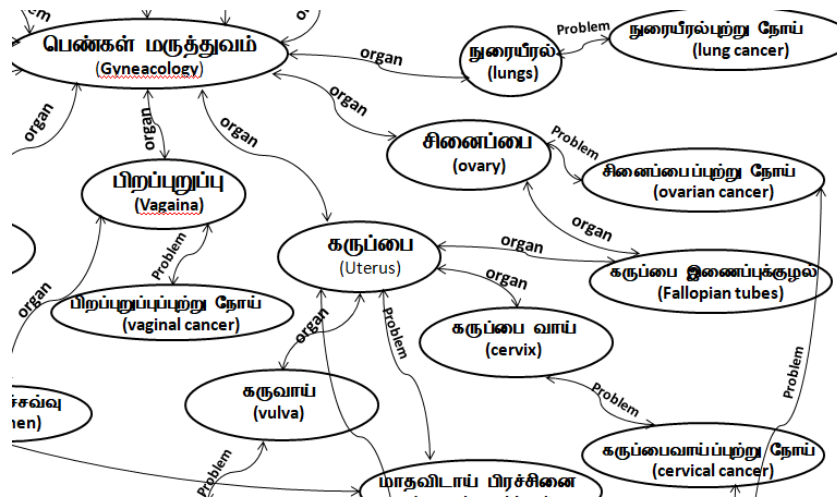 பெண்கள் மருத்துவம்
(Gyneacology)
நுரையீரல்
(lungs)
Problem
நுரையீரல்புற்று நோய்
(lung cancer)
organ
organ
organ
organ
organ
சினைப்பை
(ovary)
Problem
சினைப்பைப்புற்று நோய்
(ovarian cancer)
பிறப்புறுப்பு
(Vagaina)
organ
கருப்பை
(Uterus)
organ
கருப்பை இணைப்புக்குழல்
(Fallopian tubes)
Problem
organ
organ
பிறப்புறுப்புப்புற்று நோய்
(vaginal cancer)
organ
Problem
கருப்பை வாய்
(cervix)
Problem
கருவாய்
(vulva)
Problem
கருப்பைவாய்ப்புற்று நோய்
(cervical cancer)
Problem
மாதவிடாய் பிரச்சினை